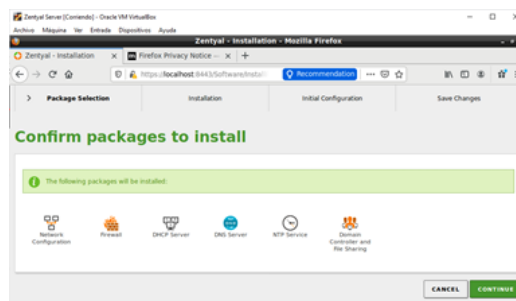 Zentyal Server [Corriendo] - Oracle VM VirtualBox
Archivo Máquina Ver Entrada Dispositivos Ayuda
Zentyal - Installation - Mozilla Firefox
Zentyal - Installation
Firefox Privacy Notice —
https://localhost:8443/Software/Insta
Recommendation
Package Selection
Installation
Initial Configuration
Save Changes
Confirm packages to install
The following packages will be installed:
Network Configuration
Firewall
DHCP Server
DNS Server
NTP Service
Domain Controller and File Sharing
CANCEL
CONTINUE